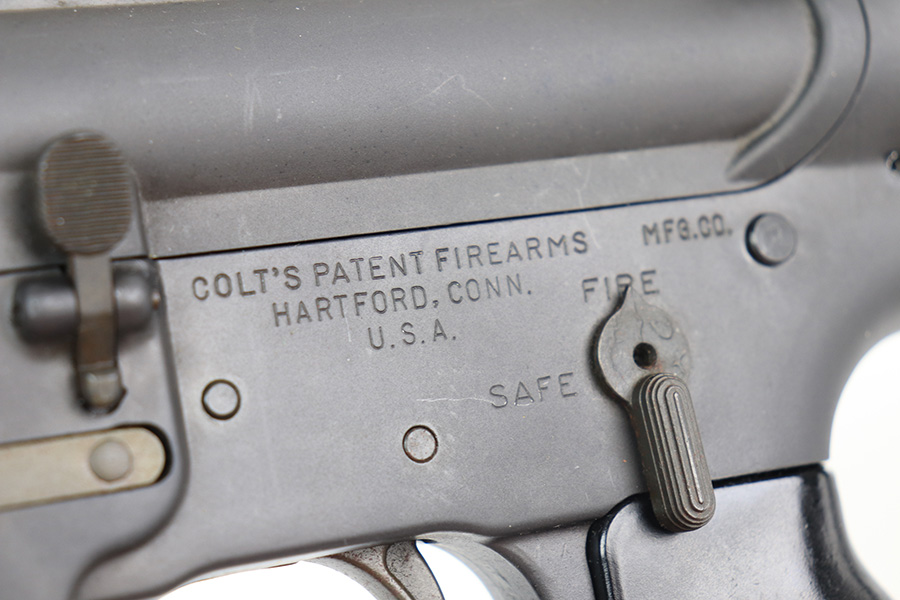 COLT'S PATENT FIREARMS MFG.CO.
HARTFORD, CONN.
U.S.A.
FIRE
SAFE